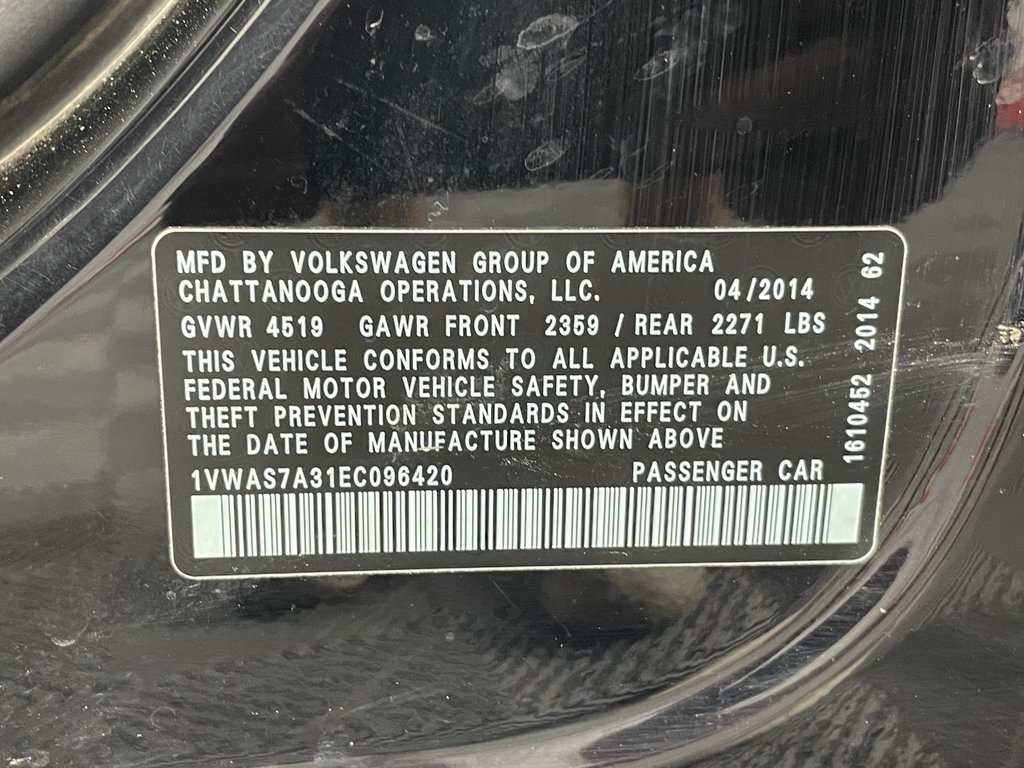 MFD BY VOLKSWAGEN GROUP OF AMERICA
CHATTANOOGA OPERATIONS, LLC. 04/2014
GVWR 4519 GAWR FRONT 2359 / REAR 2271 LBS
THIS VEHICLE CONFORMS TO ALL APPLICABLE U.S.
FEDERAL MOTOR VEHICLE SAFETY, BUMPER AND
THEFT PREVENTION STANDARDS IN EFFECT ON
THE DATE OF MANUFACTURE SHOWN ABOVE
1VWAS7A31EC096420 PASSENGER CAR
1610452 2014 62